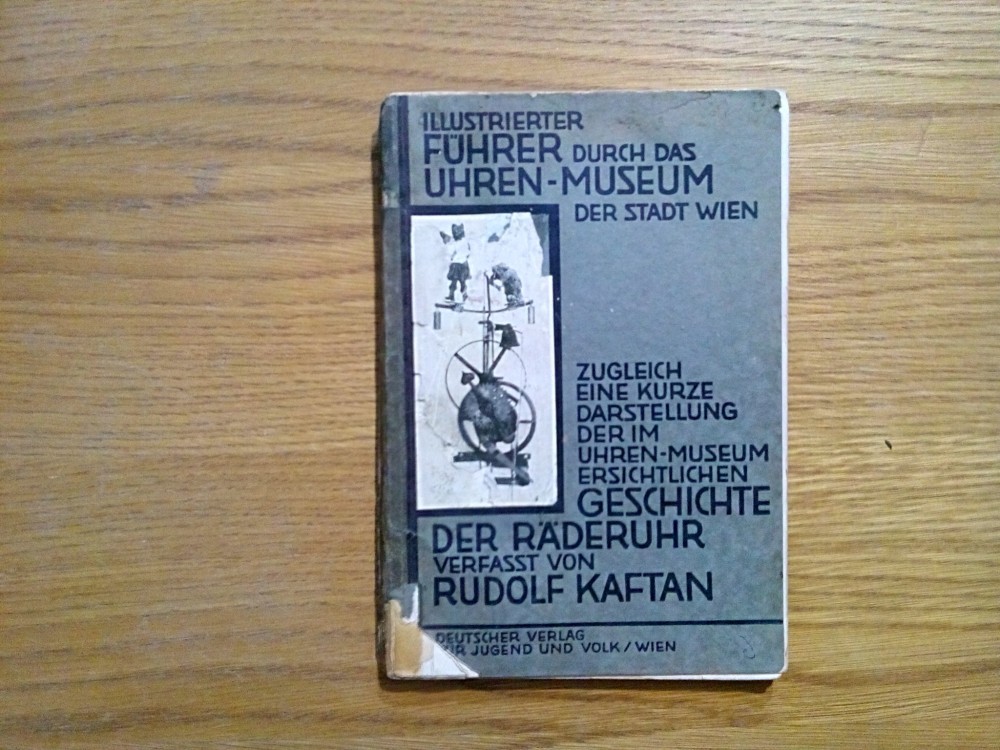 ILLUSTRIERTER
FÜHRER DURCH DAS
UHREN-MUSEUM
DER STADT WIEN
ZUGLEICH
EINE KURZE
DARSTELLUNG
DER IM
UHREN-MUSEUM
ERSICHTLICHEN
GESCHICHTE
DER RÄDERUHR
VERFASST VON
RUDOLF KAFTAN
DEUTSCHER VERLAG
JUGEND UND VOLK / WIEN